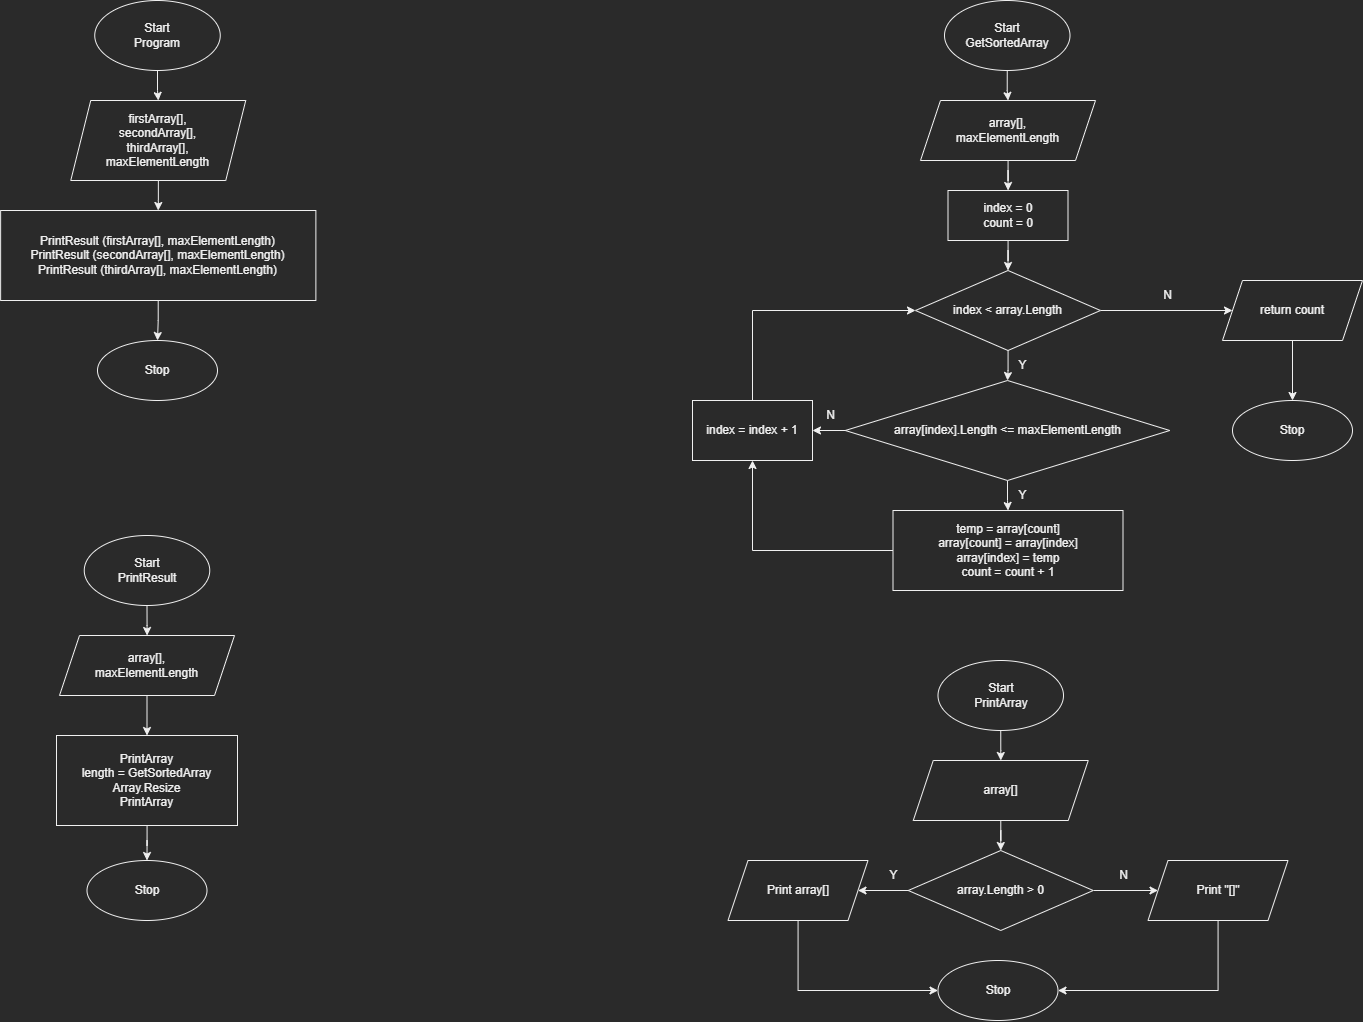 Start
Program
firstArray[],
secondArray[],
thirdArray[],
maxElementLength
PrintResult (firstArray[], maxElementLength)
PrintResult (secondArray[], maxElementLength)
PrintResult (thirdArray[], maxElementLength)
Stop
Start
PrintResult
array[],
maxElementLength
PrintArray
length = GetSortedArray
Array.Resize
PrintArray
Stop
Start
GetSortedArray
array[],
maxElementLength
index = 0
count = 0
index < array.Length
N
return count
Stop
Y
array[index].Length <= maxElementLength
N
index = index + 1
Y
temp = array[count]
array[count] = array[index]
array[index] = temp
count = count + 1
Start
PrintArray
array[]
array.Length > 0
Y
Print array[]
N
Print "[]"
Stop